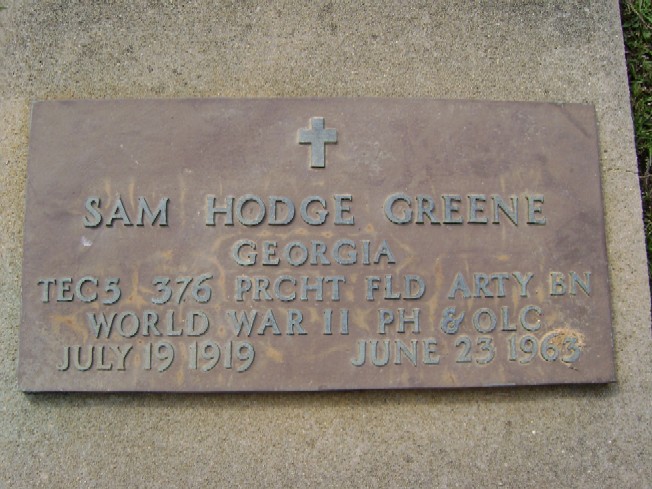 SAM HODGE GREENE
GEORGIA
TEC5 376 PRCHT FLD ARTY BN
WORLD WAR II PH & OLC
JULY 19 1919 JUNE 23 1963